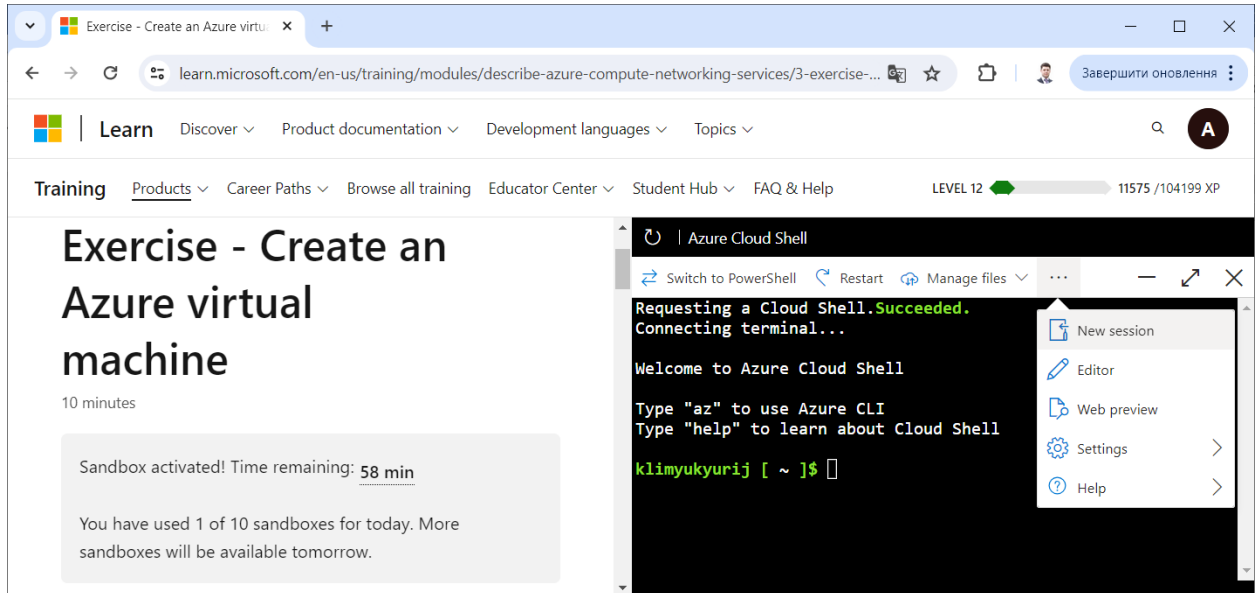 Exercise - Create an Azure virtu
learn.microsoft.com/en-us/training/modules/describe-azure-compute-networking-services/3-exercise-...
Завершити оновлення
Learn Discover Product documentation Development languages Topics A
Training Products Career Paths Browse all training Educator Center Student Hub FAQ & Help LEVEL 12 11575 /104199 XP
Exercise - Create an
Azure virtual
machine
10 minutes
Sandbox activated! Time remaining: 58 min
You have used 1 of 10 sandboxes for today. More
sandboxes will be available tomorrow.
Azure Cloud Shell
Switch to PowerShell Restart Manage files ...
Requesting a Cloud Shell.Succeeded.
Connecting terminal...
Welcome to Azure Cloud Shell
Type "az" to use Azure CLI
Type "help" to learn about Cloud Shell
klimyukyurij [ ~ ]$
New session
Editor
Web preview
Settings
Help